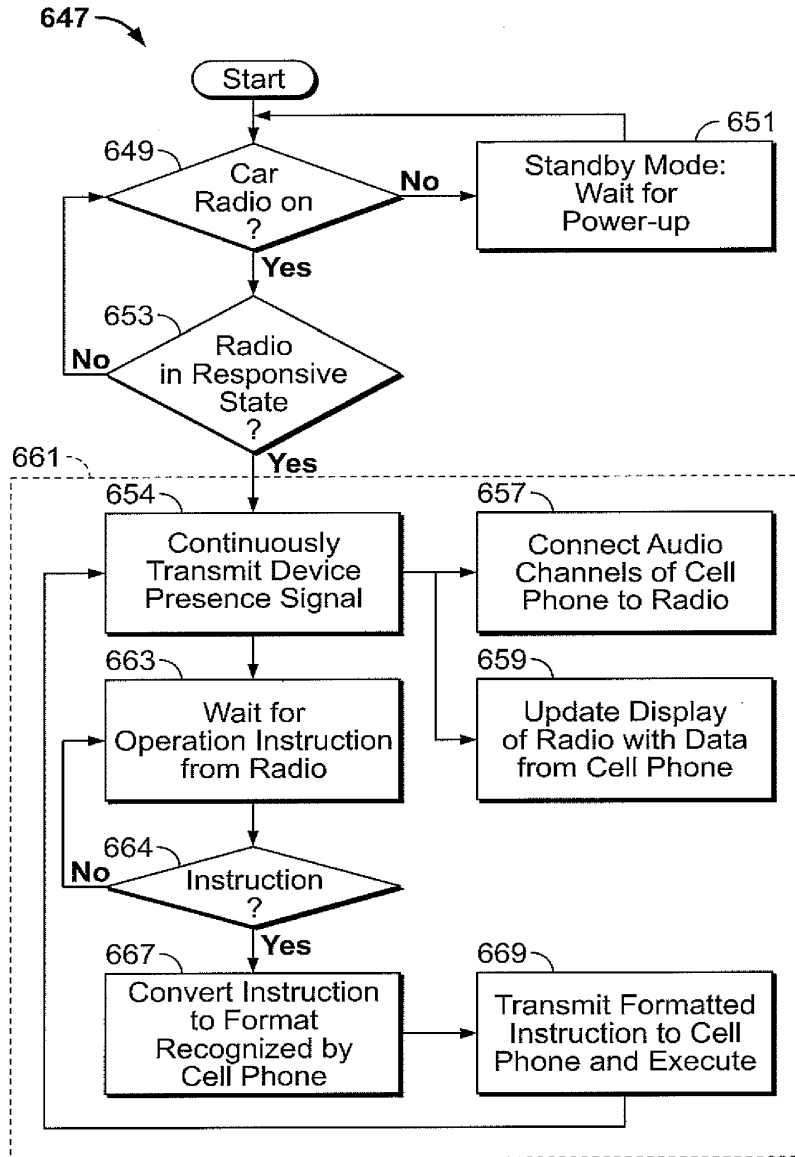 647
Start
649
Car
Radio on
?
No
651
Standby Mode:
Wait for
Power-up
Yes
653
Radio
in Responsive
State
?
No
Yes
661
654
Continuously
Transmit Device
Presence Signal
657
Connect Audio
Channels of Cell
Phone to Radio
663
Wait for
Operation Instruction
from Radio
659
Update Display
of Radio with Data
from Cell Phone
664
Instruction
?
No
Yes
667
Convert Instruction
to Format
Recognized by
Cell Phone
669
Transmit Formatted
Instruction to Cell
Phone and Execute